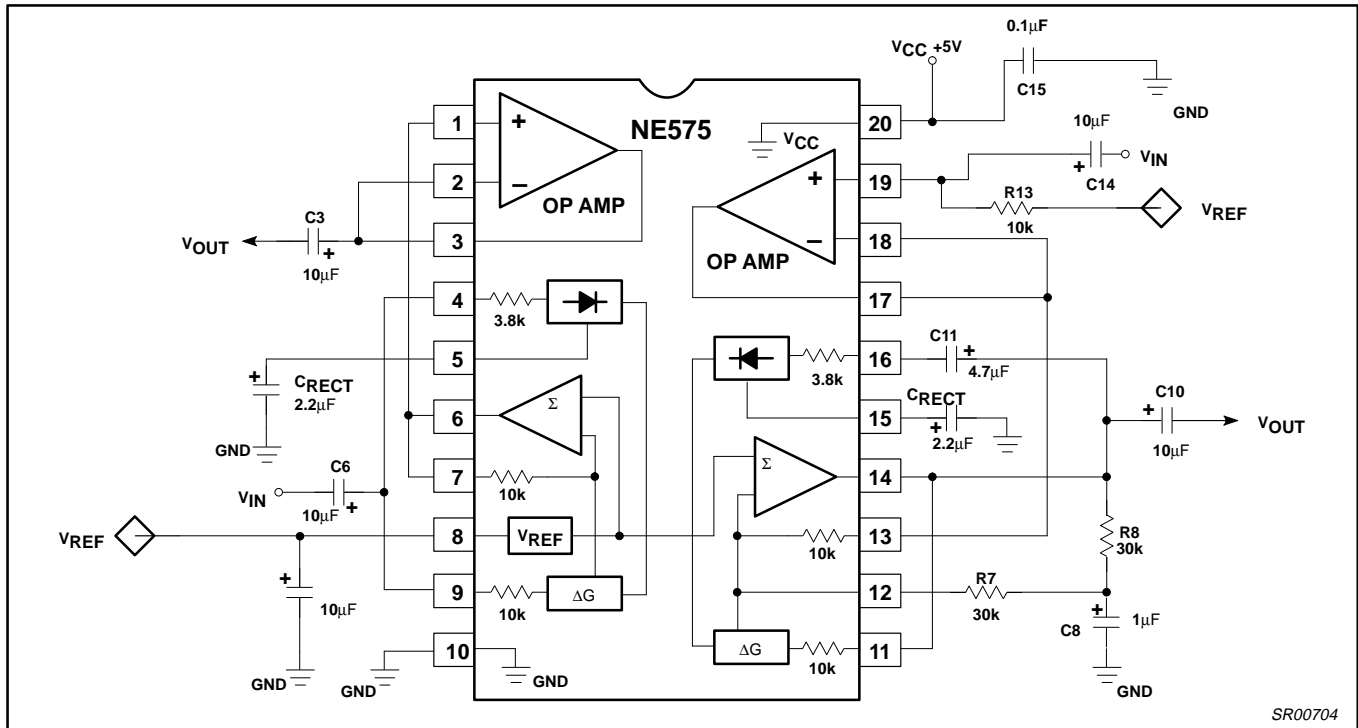 NE575
1
2
3
4
5
6
7
8
9
10
20
19
18
17
16
15
14
13
12
11
+
−
OP AMP
C3
+
10µF
VOUT
3.8k
CRECT
+
2.2µF
GND
Σ
10k
VIN
C6
+
10µF
VREF
+
10µF
GND
VREF
10k
ΔG
GND
GND
VCC +5V
0.1µF
C15
GND
VCC
+
−
OP AMP
10µF
+
C14
VIN
R13
10k
VREF
3.8k
C11
+
4.7µF
CRECT
+
2.2µF
C10
+
10µF
VOUT
Σ
10k
R8
30k
R7
30k
C8
+
1µF
GND
ΔG
10k
SR00704